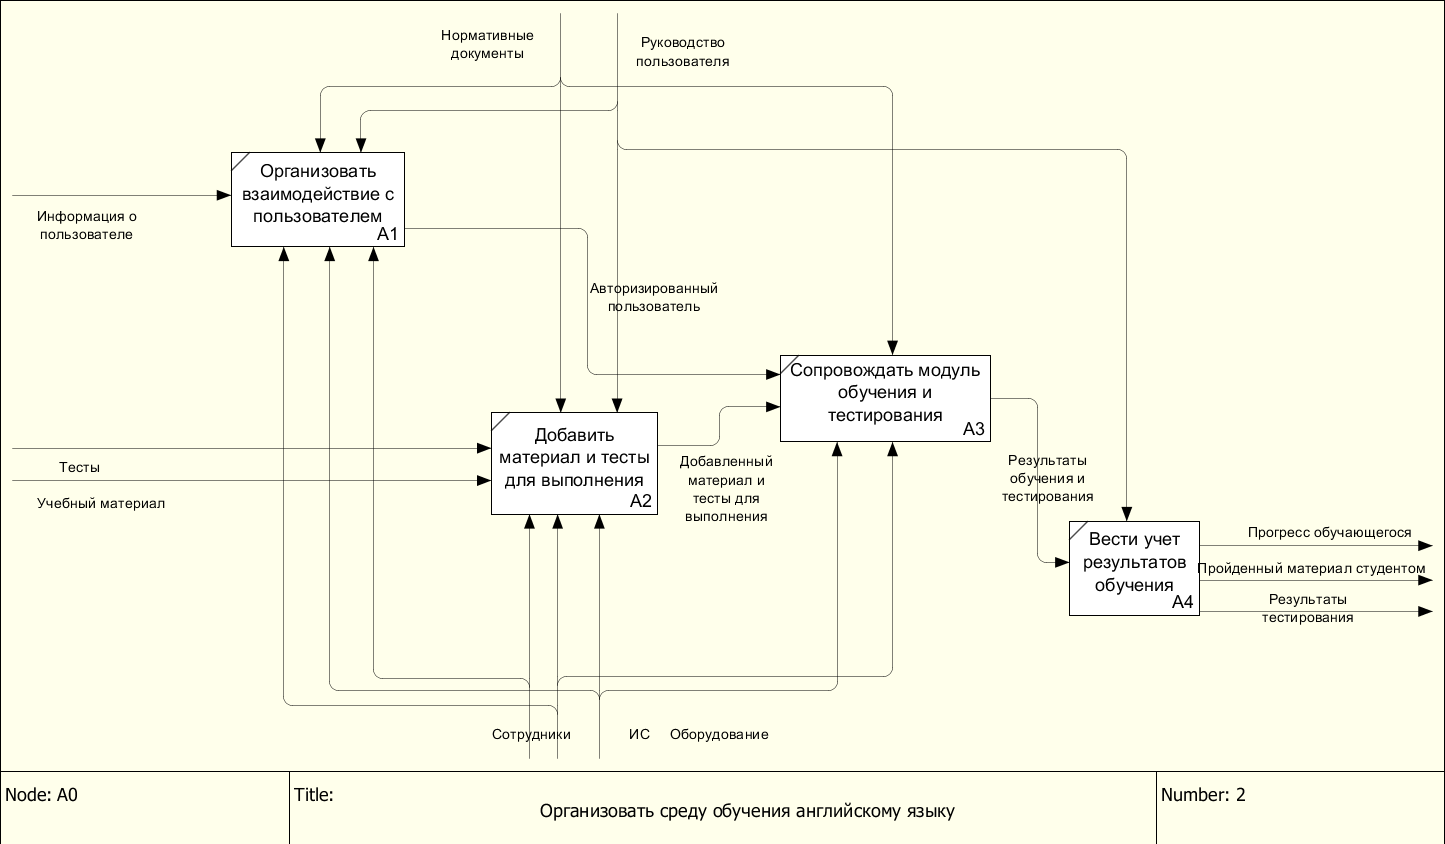 Нормативные
документы
Руководство
пользователя
Организовать
взаимодействие с
пользователем
A1
Информация о
пользователе
Авторизированный
пользователь
Сопровождать модуль
обучения и
тестирования
A3
Добавить
материал и тесты
для выполнения
A2
Тесты
Учебный материал
Добавленный
материал и
тесты для
выполнения
Результаты
обучения и
тестирования
Вести учет
результатов
обучения
A4
Прогресс обучающегося
Пройденный материал студентом
Результаты
тестирования
Сотрудники
ИС
Оборудование
Node: A0
Title:
Организовать среду обучения английскому языку
Number: 2